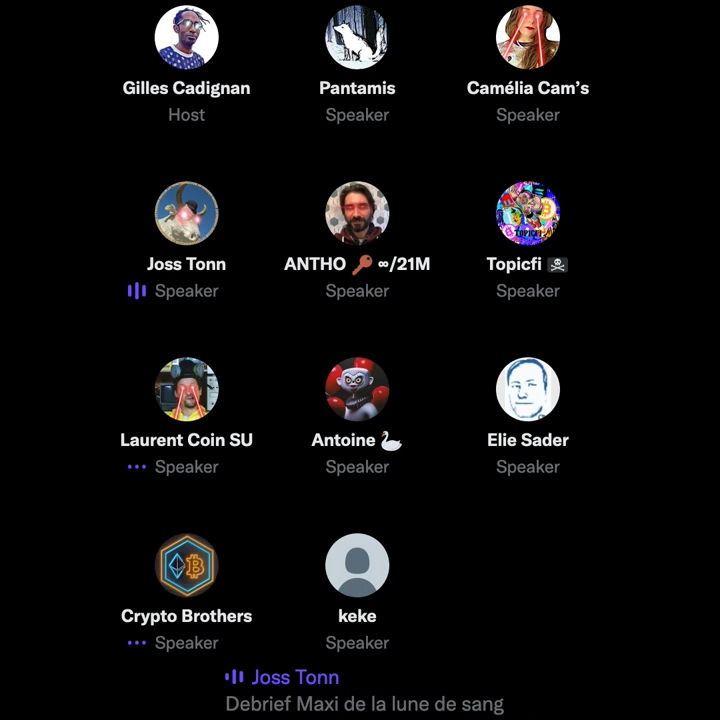 Gilles Cadignan
Host
Pantamis
Speaker
Camélia Cam’s
Speaker
Joss Tonn
Speaker
ANTHO 🗝️ ∞/21M
Speaker
Topicfi 🏴‍☠️
Speaker
Laurent Coin SU
Speaker
Antoine 🦢
Speaker
Elie Sader
Speaker
Crypto Brothers
Speaker
keke
Speaker
Joss Tonn
Debrief Maxi de la lune de sang